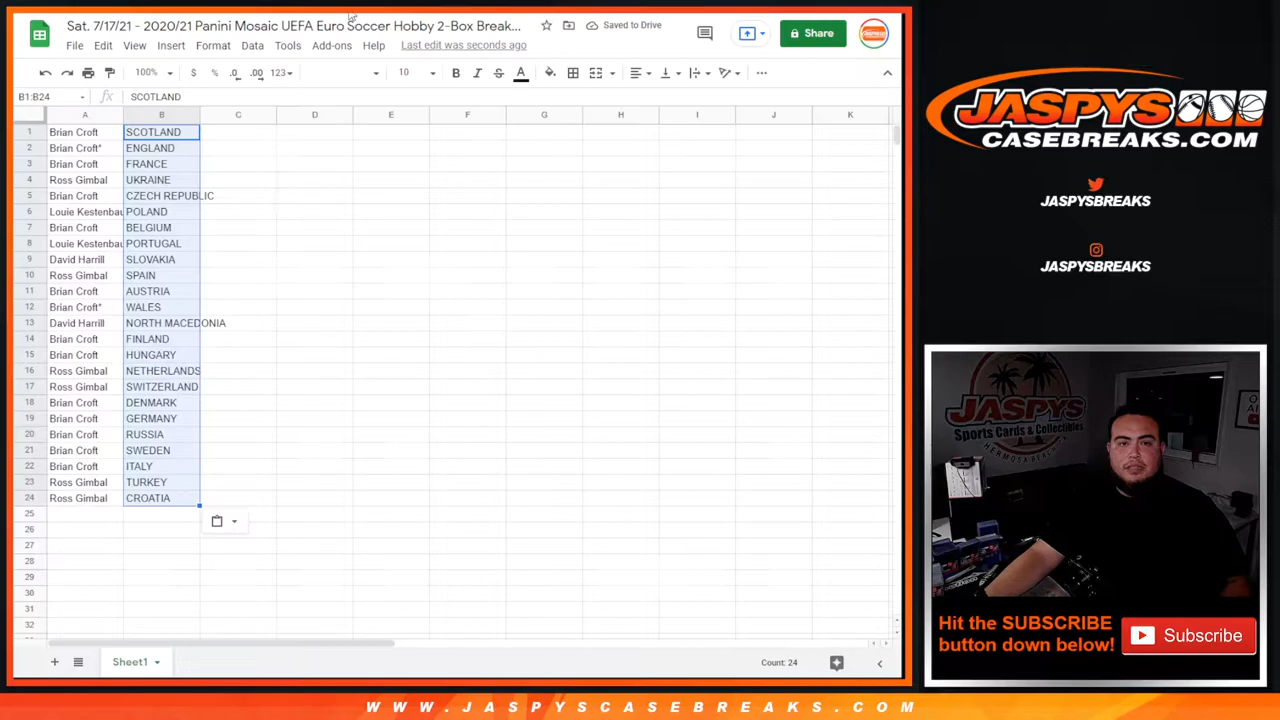 Sat. 7/17/21 - 2020/21 Panini Mosaic UEFA Euro Soccer Hobby 2-Box Break...
Saved to Drive
Share
File Edit View Insert Format Data Tools Add-ons Help Last edit was seconds ago
100% $ % .0 .00 123 10 B I S A
B1:B24 fx SCOTLAND
A B C D E F G H I J K
1 Brian Croft SCOTLAND
2 Brian Croft* ENGLAND
3 Brian Croft FRANCE
4 Ross Gimbal UKRAINE
5 Brian Croft CZECH REPUBLIC
6 Louie Kestenbau POLAND
7 Brian Croft BELGIUM
8 Louie Kestenbau PORTUGAL
9 David Harrill SLOVAKIA
10 Ross Gimbal SPAIN
11 Brian Croft AUSTRIA
12 Brian Croft* WALES
13 David Harrill NORTH MACEDONIA
14 Brian Croft FINLAND
15 Brian Croft HUNGARY
16 Ross Gimbal NETHERLANDS
17 Ross Gimbal SWITZERLAND
18 Brian Croft DENMARK
19 Brian Croft GERMANY
20 Brian Croft RUSSIA
21 Brian Croft SWEDEN
22 Brian Croft ITALY
23 Ross Gimbal TURKEY
24 Ross Gimbal CROATIA
25
26
27
28
29
30
31
32
Sheet1
Count: 24
JASPYS
CASEBREAKS.COM
JASPYSBREAKS
JASPYSBREAKS
JASPYS
Sports Cards & Collectibles
HERMOSA BEACH
Hit the SUBSCRIBE
button down below!
Subscribe
WWW.JASPYSCASEBREAKS.COM